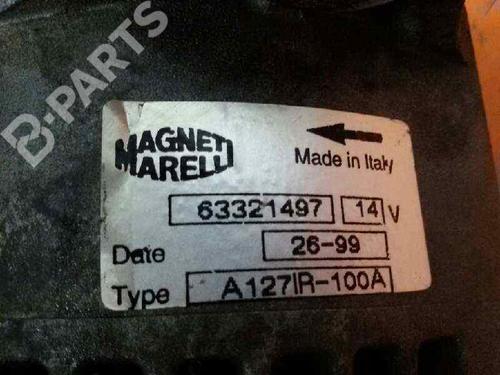 B-PARTS
MAGNETI
MARELLI
Made in Italy
63321497 14 V
Date 26-99
Type A127IR-100A